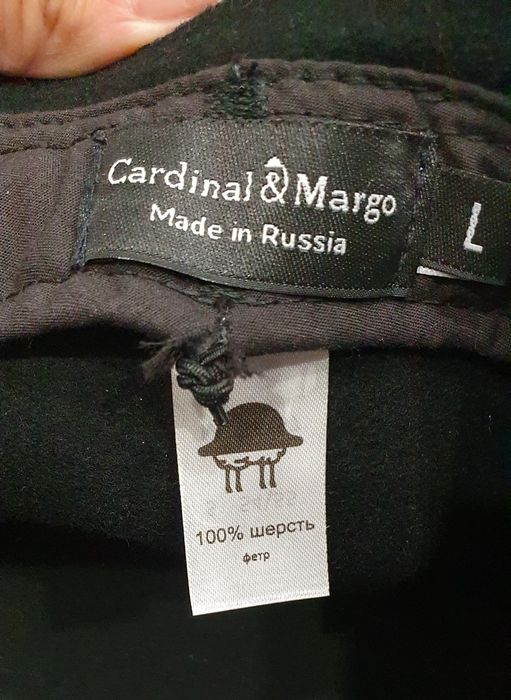 Cardinal & Margo
Made in Russia
L
100% шерсть
фетр